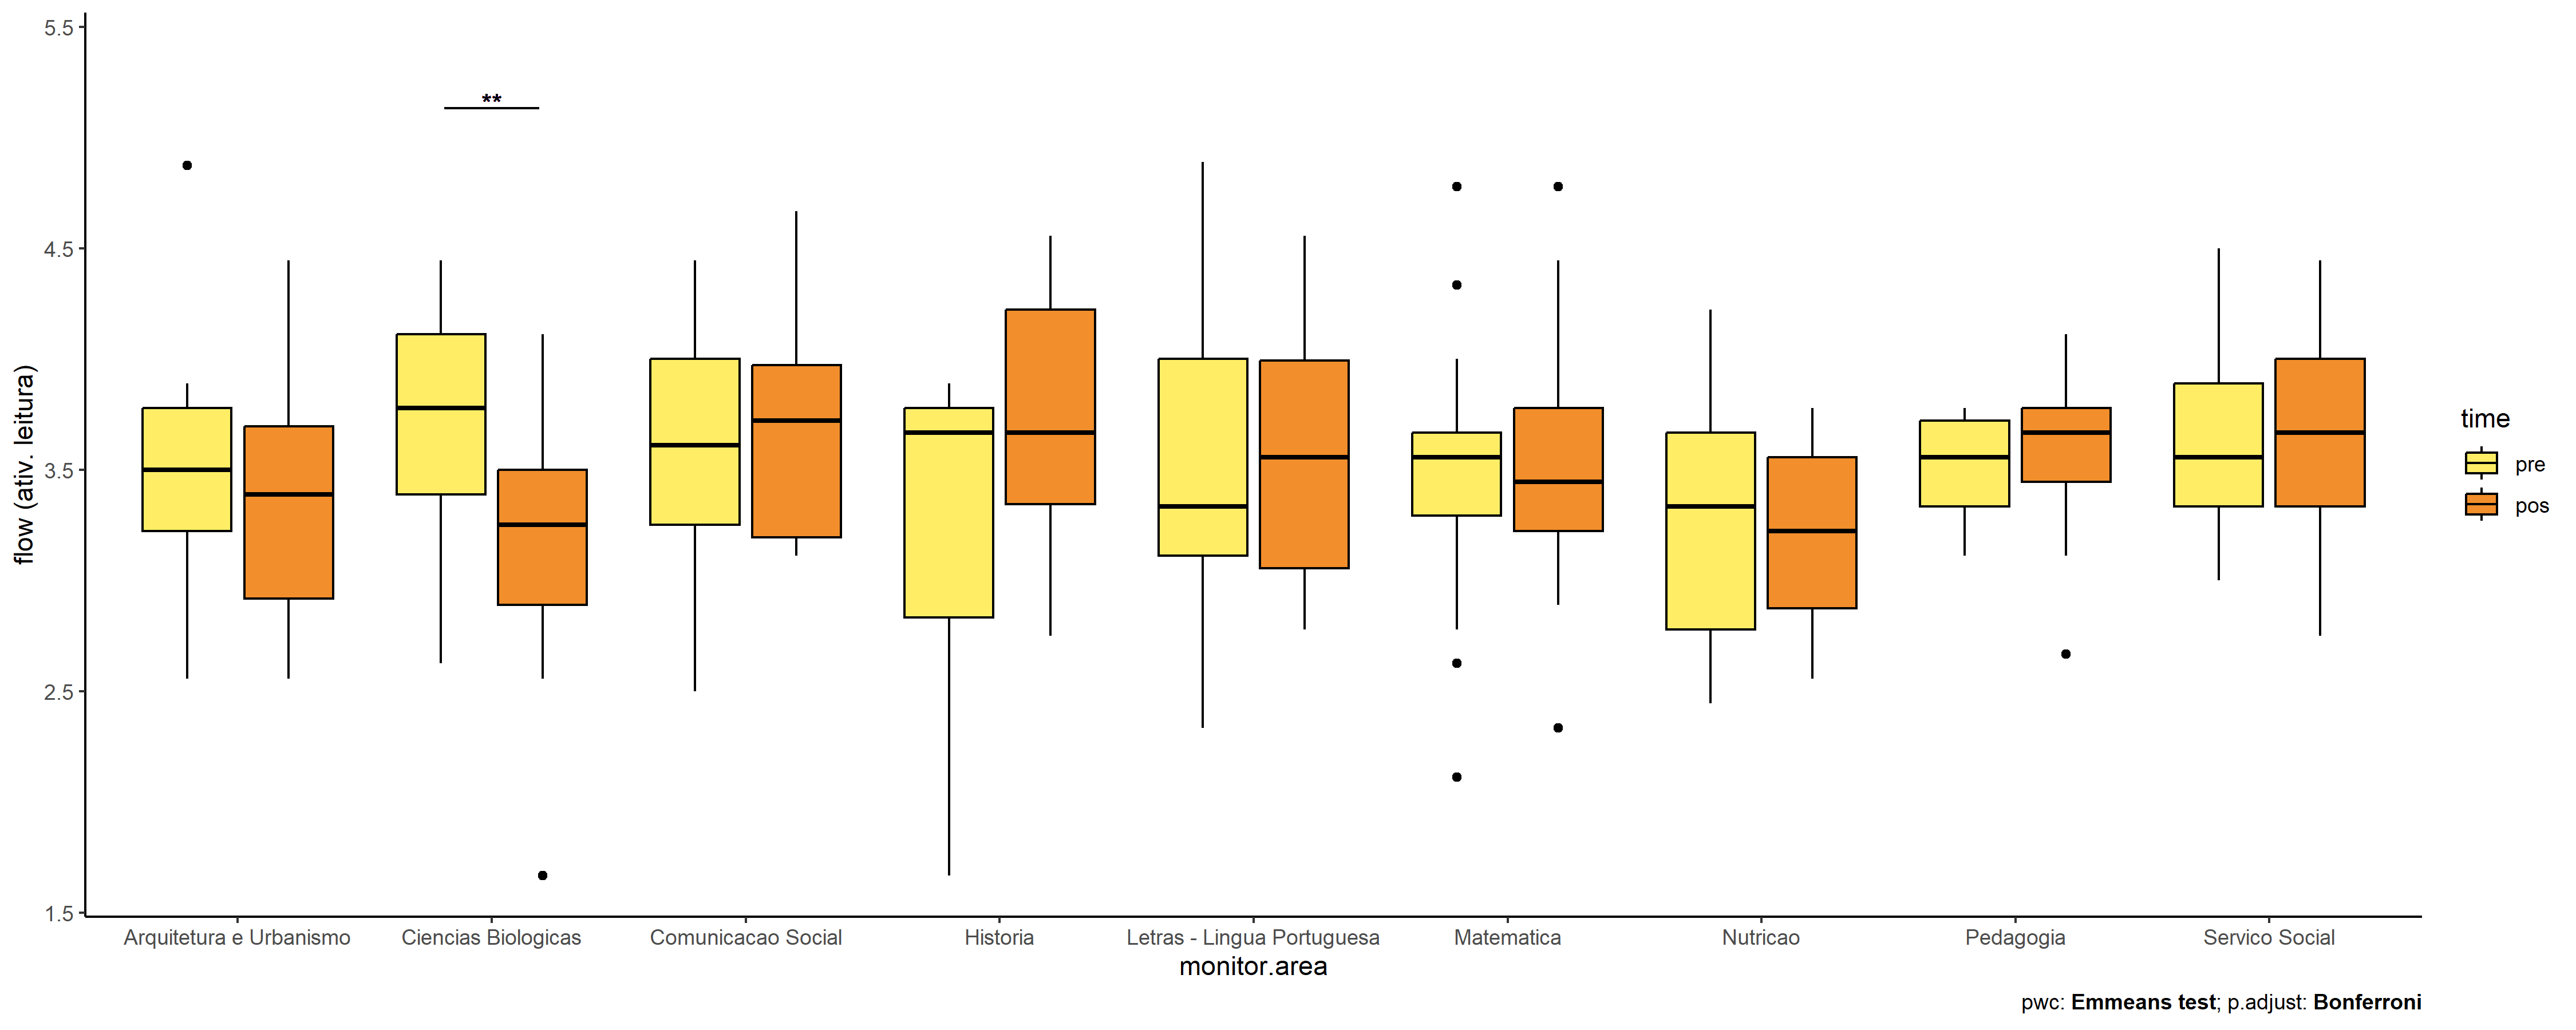 5.5
**
4.5
3.5
2.5
1.5
flow (ativ. leitura)
Arquitetura e Urbanismo
Ciencias Biologicas
Comunicacao Social
Historia
Letras - Lingua Portuguesa
Matematica
Nutricao
Pedagogia
Servico Social
monitor.area
time
pre
pos
pwc: Emmeans test; p.adjust: Bonferroni